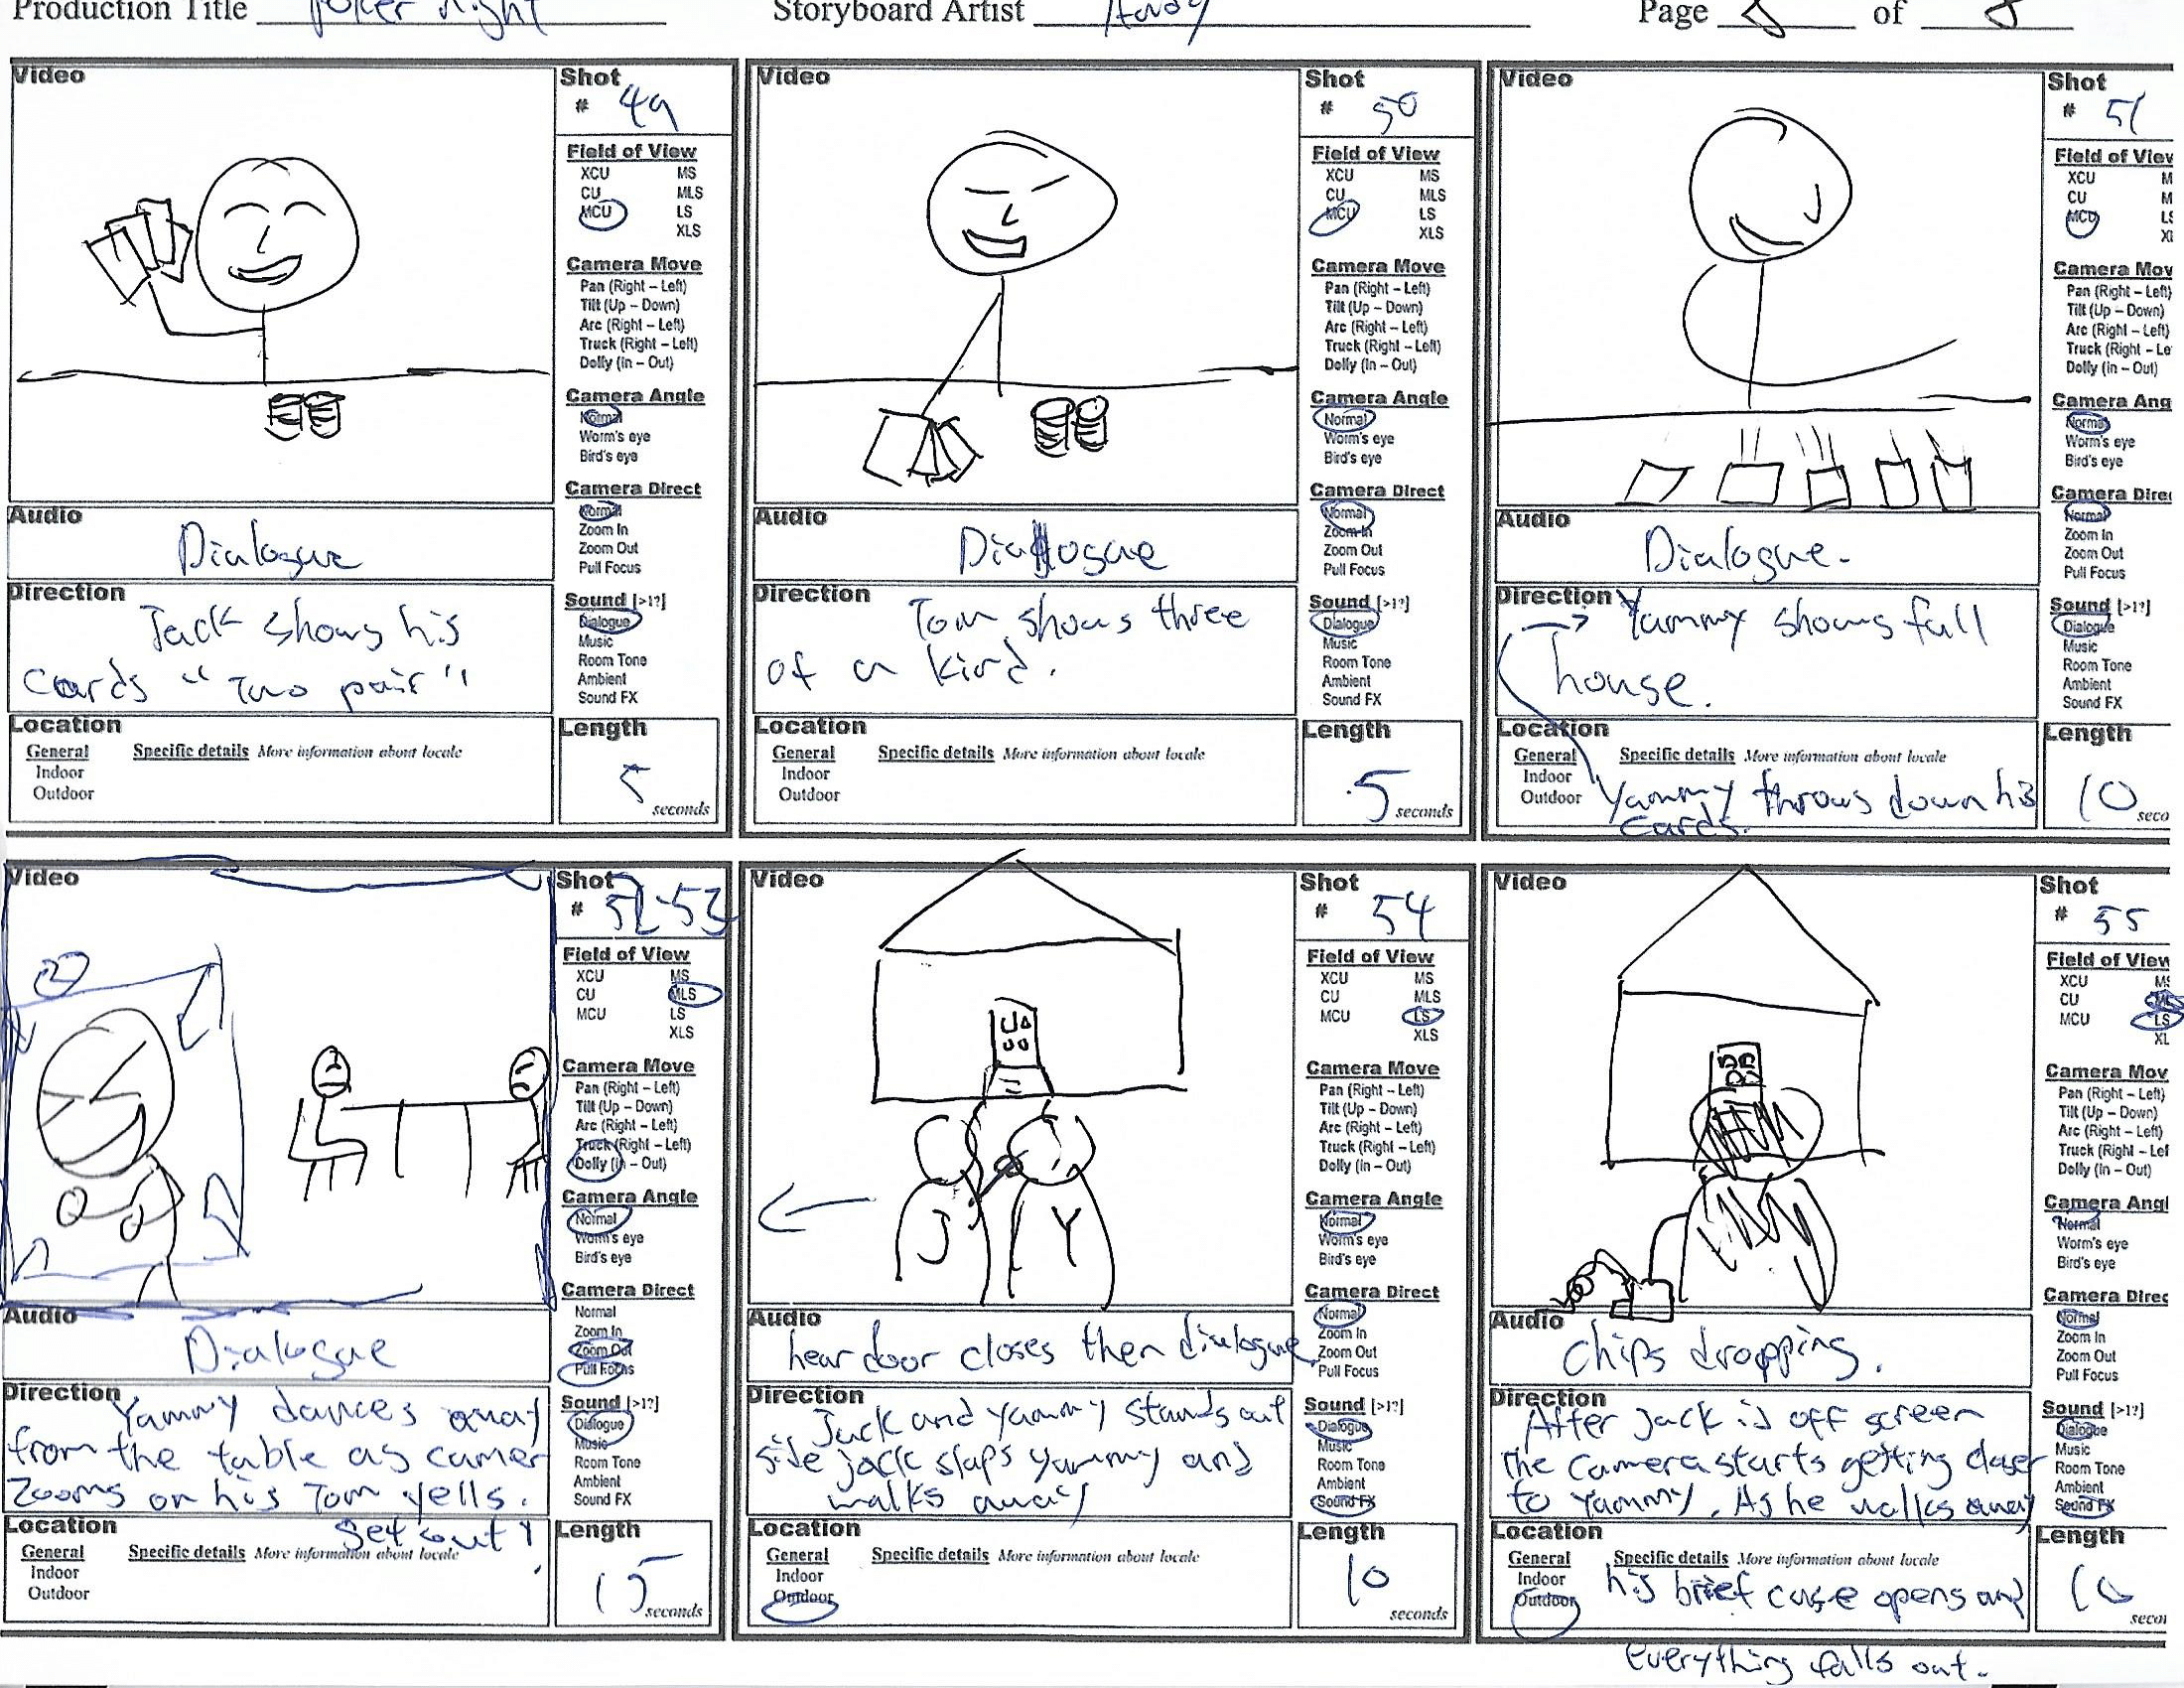 Production Title Poker Night Storyboard Artist Page 8 of 8
Video
Shot
# 49
Field of View
XCU MS
CU MLS
MCU LS
XLS
Camera Move
Pan (Right – Left)
Tilt (Up – Down)
Arc (Right – Left)
Truck (Right – Left)
Dolly (In – Out)
Camera Angle
Normal
Worm's eye
Bird's eye
Camera Direct
Normal
Zoom In
Zoom Out
Pull Focus
Audio
Dialogue
Direction
Jack shows his
cards "Two pair"
Sound [>1?]
Dialogue
Music
Room Tone
Ambient
Sound FX
Location
General Specific details More information about locale
Indoor
Outdoor
Length
5
seconds
Video
Shot
# 50
Field of View
XCU MS
CU MLS
MCU LS
XLS
Camera Move
Pan (Right – Left)
Tilt (Up – Down)
Arc (Right – Left)
Truck (Right – Left)
Dolly (In – Out)
Camera Angle
Normal
Worm's eye
Bird's eye
Camera Direct
Normal
Zoom In
Zoom Out
Pull Focus
Audio
Dialogue
Direction
Tom shows three
of a kind.
Sound [>1?]
Dialogue
Music
Room Tone
Ambient
Sound FX
Location
General Specific details More information about locale
Indoor
Outdoor
Length
5
seconds
Video
Shot
# 51
Field of View
XCU M
CU M
MCU LS
Camera Mov
Pan (Right – Left)
Tilt (Up – Down)
Arc (Right – Left)
Truck (Right – Le
Dolly (In – Out)
Camera Ang
Normal
Worm's eye
Bird's eye
Camera Direc
Normal
Zoom In
Zoom Out
Pull Focus
Audio
Dialogue.
Direction
Yammy shows full
house.
Sound [>1?]
Dialogue
Music
Room Tone
Ambient
Sound FX
Location
General Specific details More information about locale
Indoor
Outdoor
Yammy throws down his
cards.
Length
10
seco
Video
Shot
# 52-53
Field of View
XCU MS
CU MLS
MCU LS
XLS
Camera Move
Pan (Right – Left)
Tilt (Up – Down)
Arc (Right – Left)
Truck (Right – Left)
Dolly (In – Out)
Camera Angle
Normal
Worm's eye
Bird's eye
Camera Direct
Normal
Zoom In
Zoom Out
Pull Focus
Audio
Dialogue
Direction
Yammy dances away
from the table as camer
Zooms on his Tom yells.
Get out!
Sound [>1?]
Dialogue
Music
Room Tone
Ambient
Sound FX
Location
General Specific details More information about locale
Indoor
Outdoor
Length
15
seconds
Video
J Y
Shot
# 54
Field of View
XCU MS
CU MLS
MCU LS
XLS
Camera Move
Pan (Right – Left)
Tilt (Up – Down)
Arc (Right – Left)
Truck (Right – Left)
Dolly (In – Out)
Camera Angle
Normal
Worm's eye
Bird's eye
Camera Direct
Normal
Zoom In
Zoom Out
Pull Focus
Audio
hear door closes then dialogue.
Direction
Jack and yammy stands out
side jack slaps yammy and
walks away
Sound [>1?]
Dialogue
Music
Room Tone
Ambient
Sound FX
Location
General Specific details More information about locale
Indoor
Outdoor
Length
10
seconds
Video
Shot
# 55
Field of View
XCU MS
CU
MCU LS
XL
Camera Mov
Pan (Right – Left)
Tilt (Up – Down)
Arc (Right – Left)
Truck (Right – Lef
Dolly (In – Out)
Camera Angl
Normal
Worm's eye
Bird's eye
Camera Direc
Normal
Zoom In
Zoom Out
Pull Focus
Audio
Chips dropping.
Direction
After Jack is off screen
the camera starts getting closer
to Yammy. As he walks away
Sound [>1?]
Dialogue
Music
Room Tone
Ambient
Sound FX
Location
General Specific details More information about locale
Indoor
Outdoor
his brief case opens and
everything falls out.
Length
10
secon